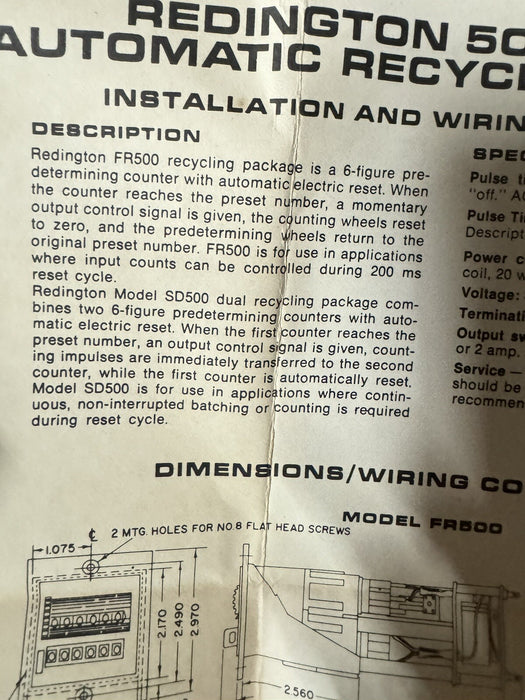 REDINGTON 50
AUTOMATIC RECYC
INSTALLATION AND WIRIN
DESCRIPTION
Redington FR500 recycling package is a 6-figure pre-
determining counter with automatic electric reset. When
the counter reaches the preset number, a momentary
output control signal is given, the counting wheels reset
to zero, and the predetermining wheels return to the
original preset number. FR500 is for use in applications
where input counts can be controlled during 200 ms
reset cycle.
Redington Model SD500 dual recycling package com-
bines two 6-figure predetermining counters with auto-
matic electric reset. When the first counter reaches the
preset number, an output control signal is given, count-
ing impulses are immediately transferred to the second
counter, while the first counter is automatically reset.
Model SD500 is for use in applications where contin-
uous, non-interrupted batching or counting is required
during reset cycle.
SPEC
Pulse ti
"off." A
Pulse Ti
Descript
Power c
coil, 20 w
Voltage:
Terminati
Output sw
or 2 amp.
Service —
should be
recommen
DIMENSIONS/WIRING CO
MODEL FR500
℄ 2 MTG. HOLES FOR NO.8 FLAT HEAD SCREWS
1.075
2.170
2.490
2.970
2.560